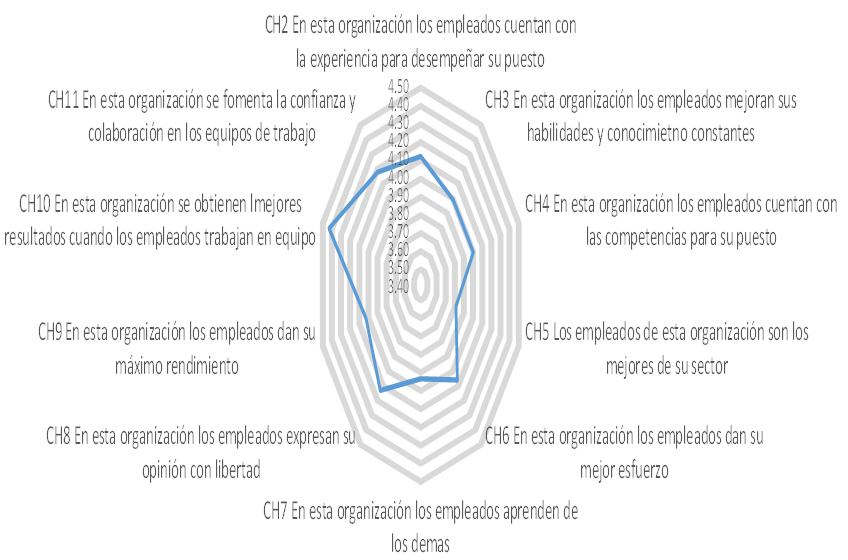 CH2 En esta organización los empleados cuentan con
la experiencia para desempeñar su puesto
4.50
4.40
4.30
4.20
4.10
4.00
3.90
3.80
3.70
3.60
3.50
3.40
CH3 En esta organización los empleados mejoran sus
habilidades y conocimietno constantes
CH4 En esta organización los empleados cuentan con
las competencias para su puesto
CH5 Los empleados de esta organización son los
mejores de su sector
CH6 En esta organización los empleados dan su
mejor esfuerzo
CH7 En esta organización los empleados aprenden de
los demas
CH8 En esta organización los empleados expresan su
opinión con libertad
CH9 En esta organización los empleados dan su
máximo rendimiento
CH10 En esta organización se obtienen lmejores
resultados cuando los empleados trabajan en equipo
CH11 En esta organización se fomenta la confianza y
colaboración en los equipos de trabajo